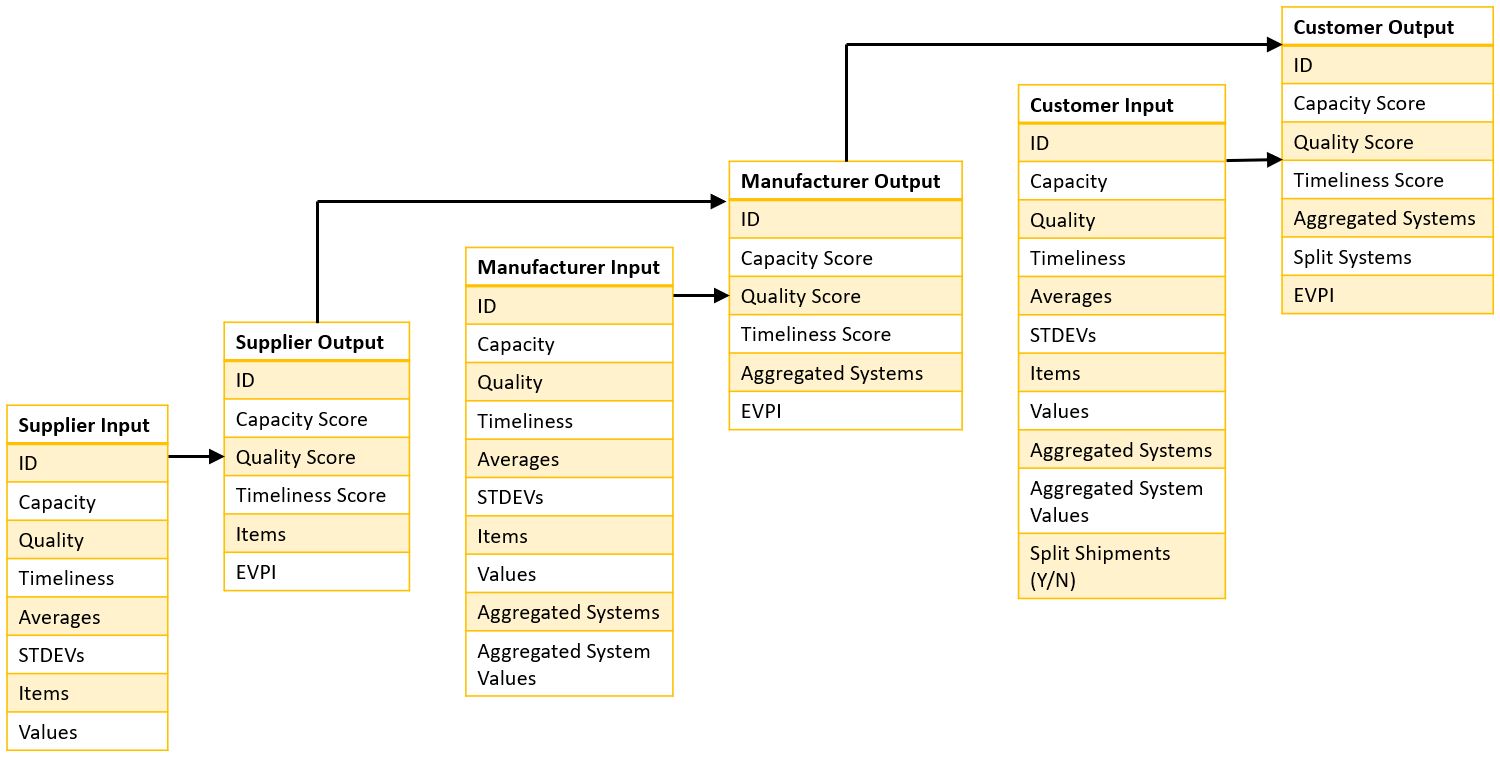 Supplier Input
ID
Capacity
Quality
Timeliness
Averages
STDEVs
Items
Values
Supplier Output
ID
Capacity Score
Quality Score
Timeliness Score
Items
EVPI
Manufacturer Input
ID
Capacity
Quality
Timeliness
Averages
STDEVs
Items
Values
Aggregated Systems
Aggregated System
Values
Manufacturer Output
ID
Capacity Score
Quality Score
Timeliness Score
Aggregated Systems
EVPI
Customer Input
ID
Capacity
Quality
Timeliness
Averages
STDEVs
Items
Values
Aggregated Systems
Aggregated System
Values
Split Shipments
(Y/N)
Customer Output
ID
Capacity Score
Quality Score
Timeliness Score
Aggregated Systems
Split Systems
EVPI